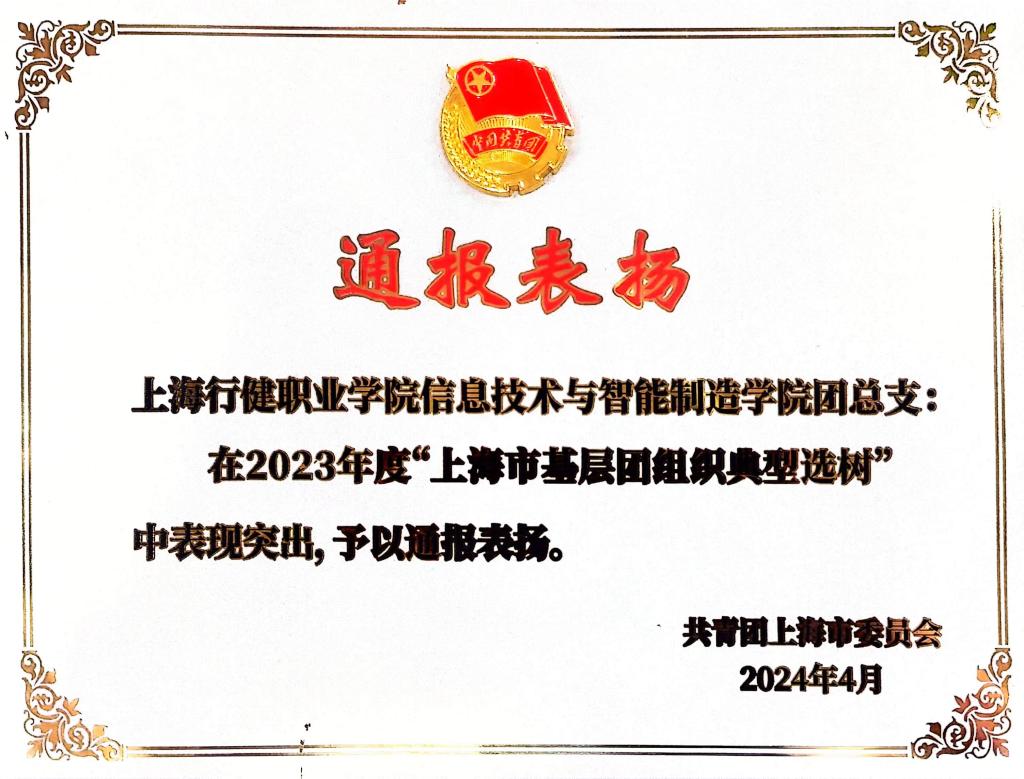 中国共青团
通报表扬
上海行健职业学院信息技术与智能制造学院团总支：
在2023年度“上海市基层团组织典型选树”
中表现突出，予以通报表扬。
共青团上海市委员会
2024年4月